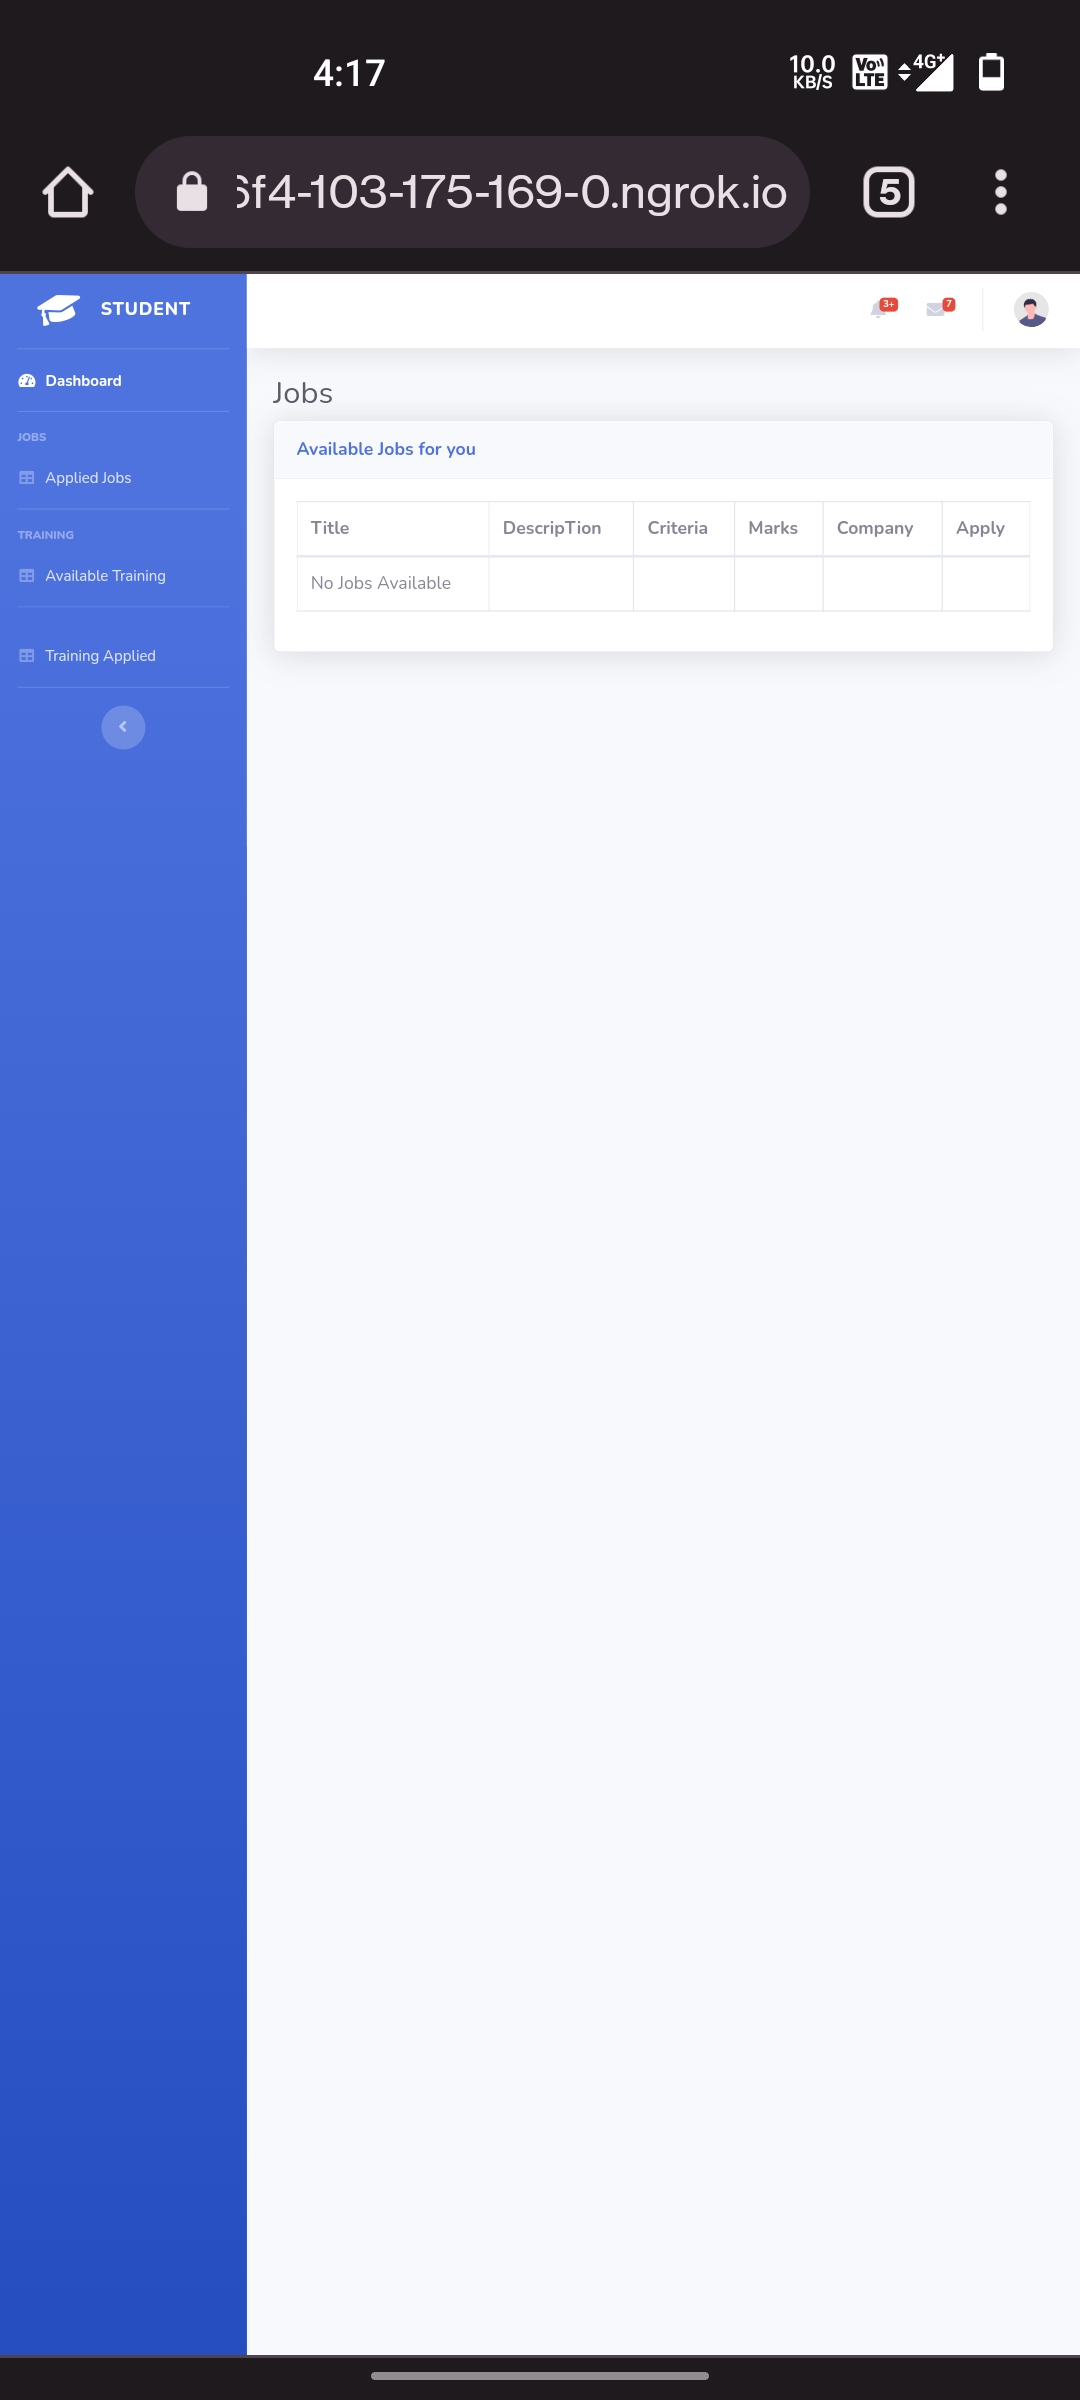 4:17
10.0
KB/S
Vo
LTE
4G+
6f4-103-175-169-0.ngrok.io
5
STUDENT
3+
7
Dashboard
Jobs
JOBS
Available Jobs for you
Applied Jobs
TRAINING
Title DescripTion Criteria Marks Company Apply
Available Training
No Jobs Available
Training Applied